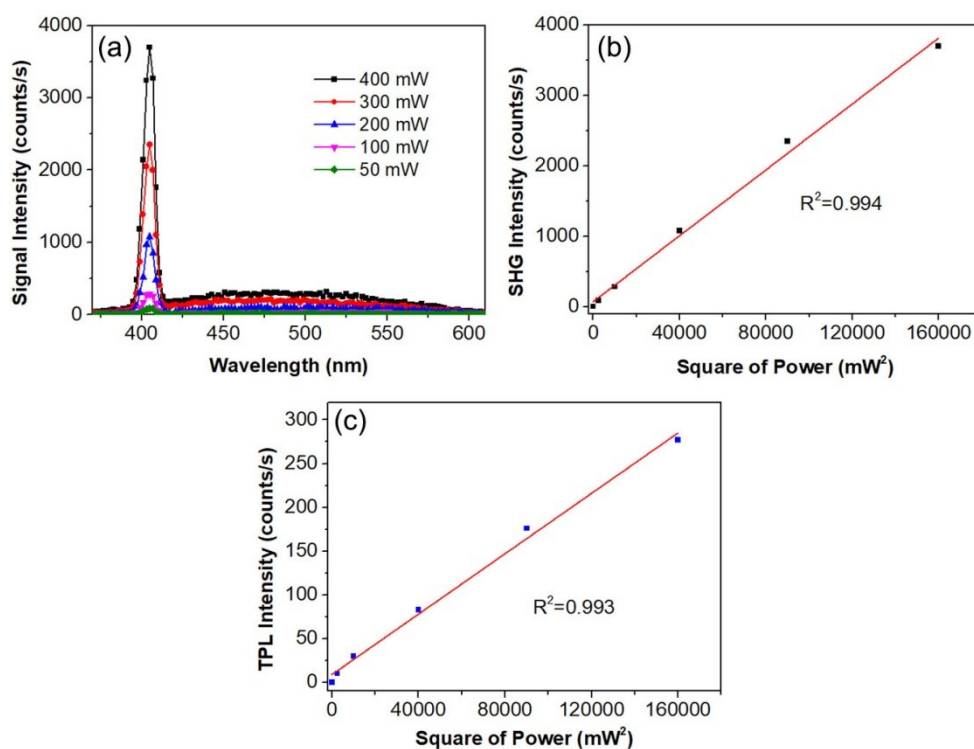 (a)
4000
3000
2000
1000
0
Signal Intensity (counts/s)
400 mW
300 mW
200 mW
100 mW
50 mW
400
450
500
550
600
Wavelength (nm)
(b)
4000
3000
2000
1000
0
SHG Intensity (counts/s)
R²=0.994
0
40000
80000
120000
160000
Square of Power (mW²)
(c)
300
250
200
150
100
50
0
TPL Intensity (counts/s)
R²=0.993
0
40000
80000
120000
160000
Square of Power (mW²)